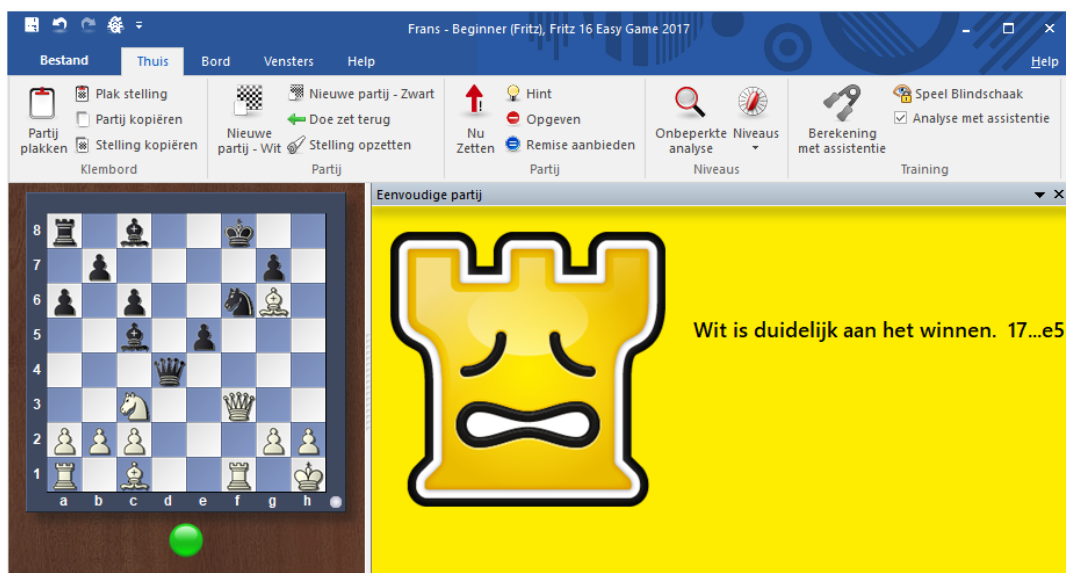 Frans - Beginner (Fritz), Fritz 16 Easy Game 2017
Bestand Thuis Bord Vensters Help Help
Partij plakken
Plak stelling
Partij kopiëren
Stelling kopiëren
Klembord
Nieuwe partij - Wit
Nieuwe partij - Zwart
Doe zet terug
Stelling opzetten
Partij
Nu Zetten
Hint
Opgeven
Remise aanbieden
Partij
Onbeperkte analyse
Niveaus
Niveaus
Berekening met assistentie
Speel Blindschaak
Analyse met assistentie
Training
Eenvoudige partij
8
7
6
5
4
3
2
1
a b c d e f g h
Wit is duidelijk aan het winnen. 17...e5